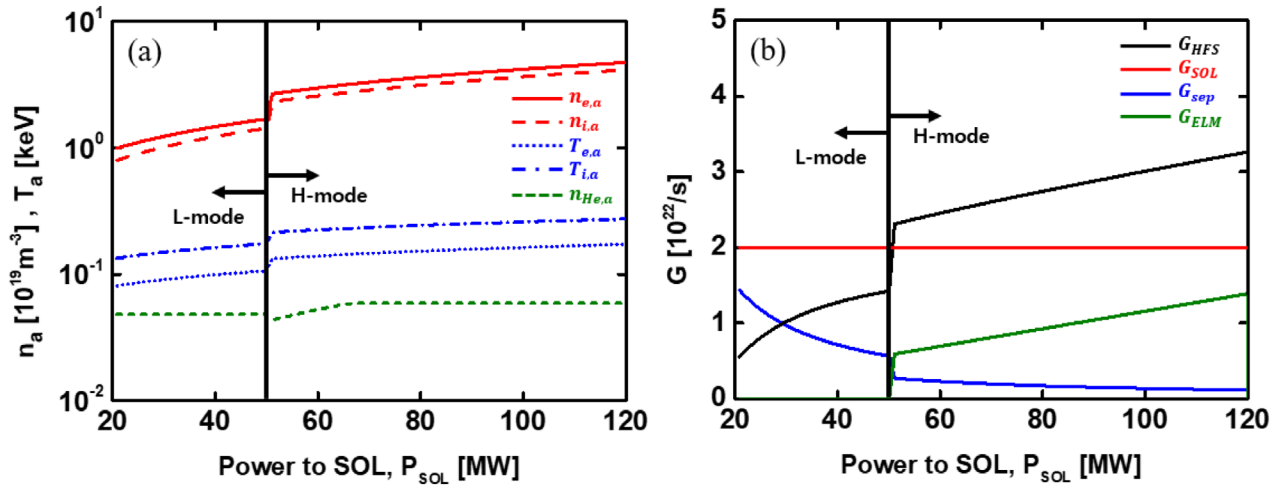 (a)
n_a [10^19 m^-3], T_a [keV]
10^1
10^0
10^-1
10^-2
n_e,a
n_i,a
T_e,a
T_i,a
n_He,a
L-mode
H-mode
20 40 60 80 100 120
Power to SOL, P_SOL [MW]
(b)
G [10^22/s]
5
4
3
2
1
0
G_HFS
G_SOL
G_sep
G_ELM
H-mode
L-mode
20 40 60 80 100 120
Power to SOL, P_SOL [MW]